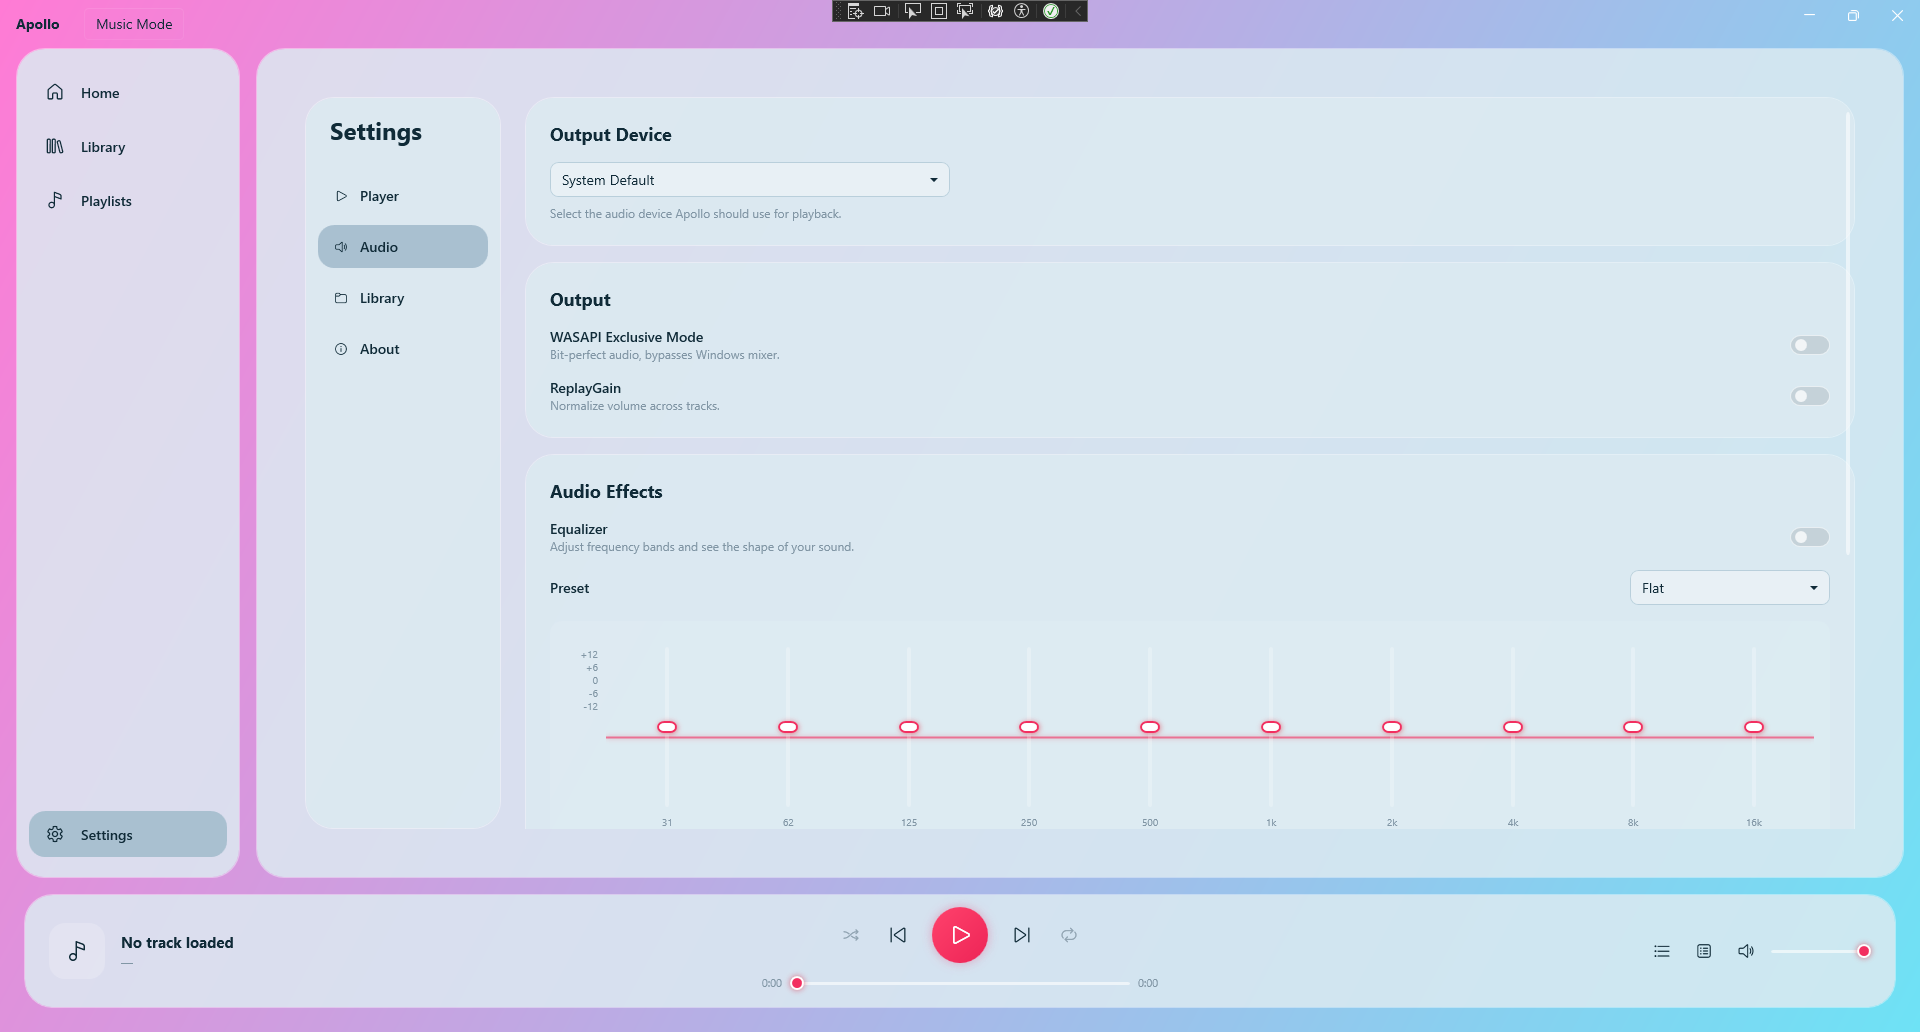 Apollo
Music Mode
Home
Library
Playlists
Settings
Settings
Player
Audio
Library
About
Output Device
System Default
Select the audio device Apollo should use for playback.
Output
WASAPI Exclusive Mode
Bit-perfect audio, bypasses Windows mixer.
ReplayGain
Normalize volume across tracks.
Audio Effects
Equalizer
Adjust frequency bands and see the shape of your sound.
Preset
Flat
+12
+6
0
-6
-12
31 62 125 250 500 1k 2k 4k 8k 16k
No track loaded
—
0:00
0:00